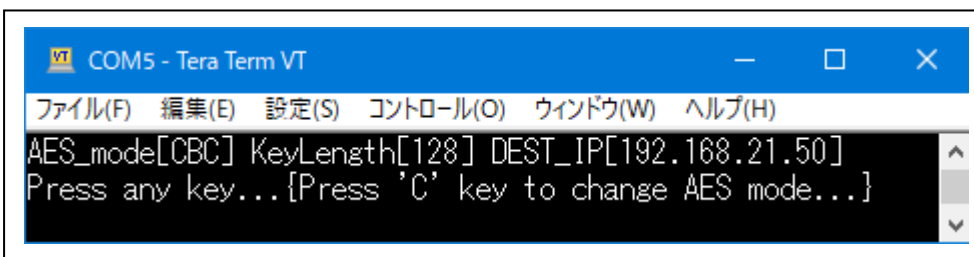 COM5 - Tera Term VT
ファイル(F) 編集(E) 設定(S) コントロール(O) ウィンドウ(W) ヘルプ(H)
AES_mode[CBC] KeyLength[128] DEST_IP[192.168.21.50]
Press any key...{Press 'C' key to change AES mode...}